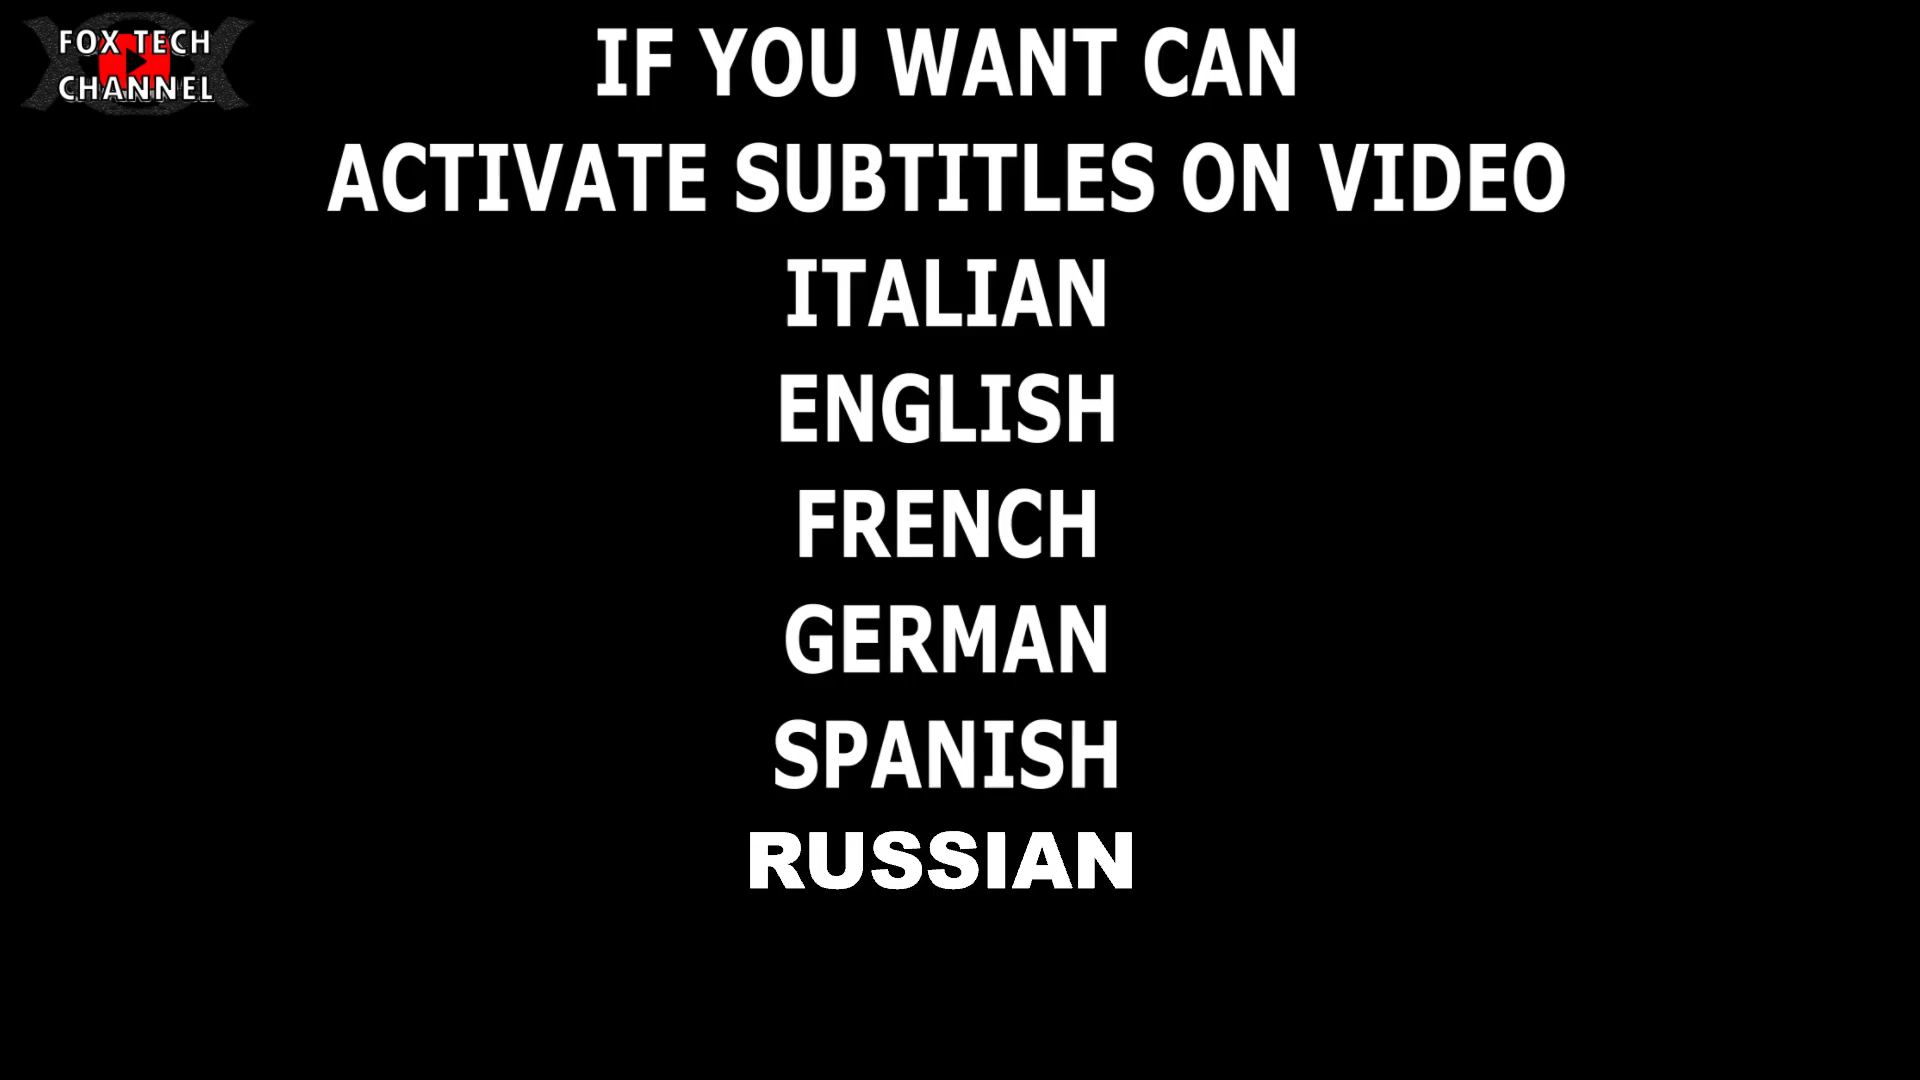 FOX TECH
CHANNEL
IF YOU WANT CAN
ACTIVATE SUBTITLES ON VIDEO
ITALIAN
ENGLISH
FRENCH
GERMAN
SPANISH
RUSSIAN